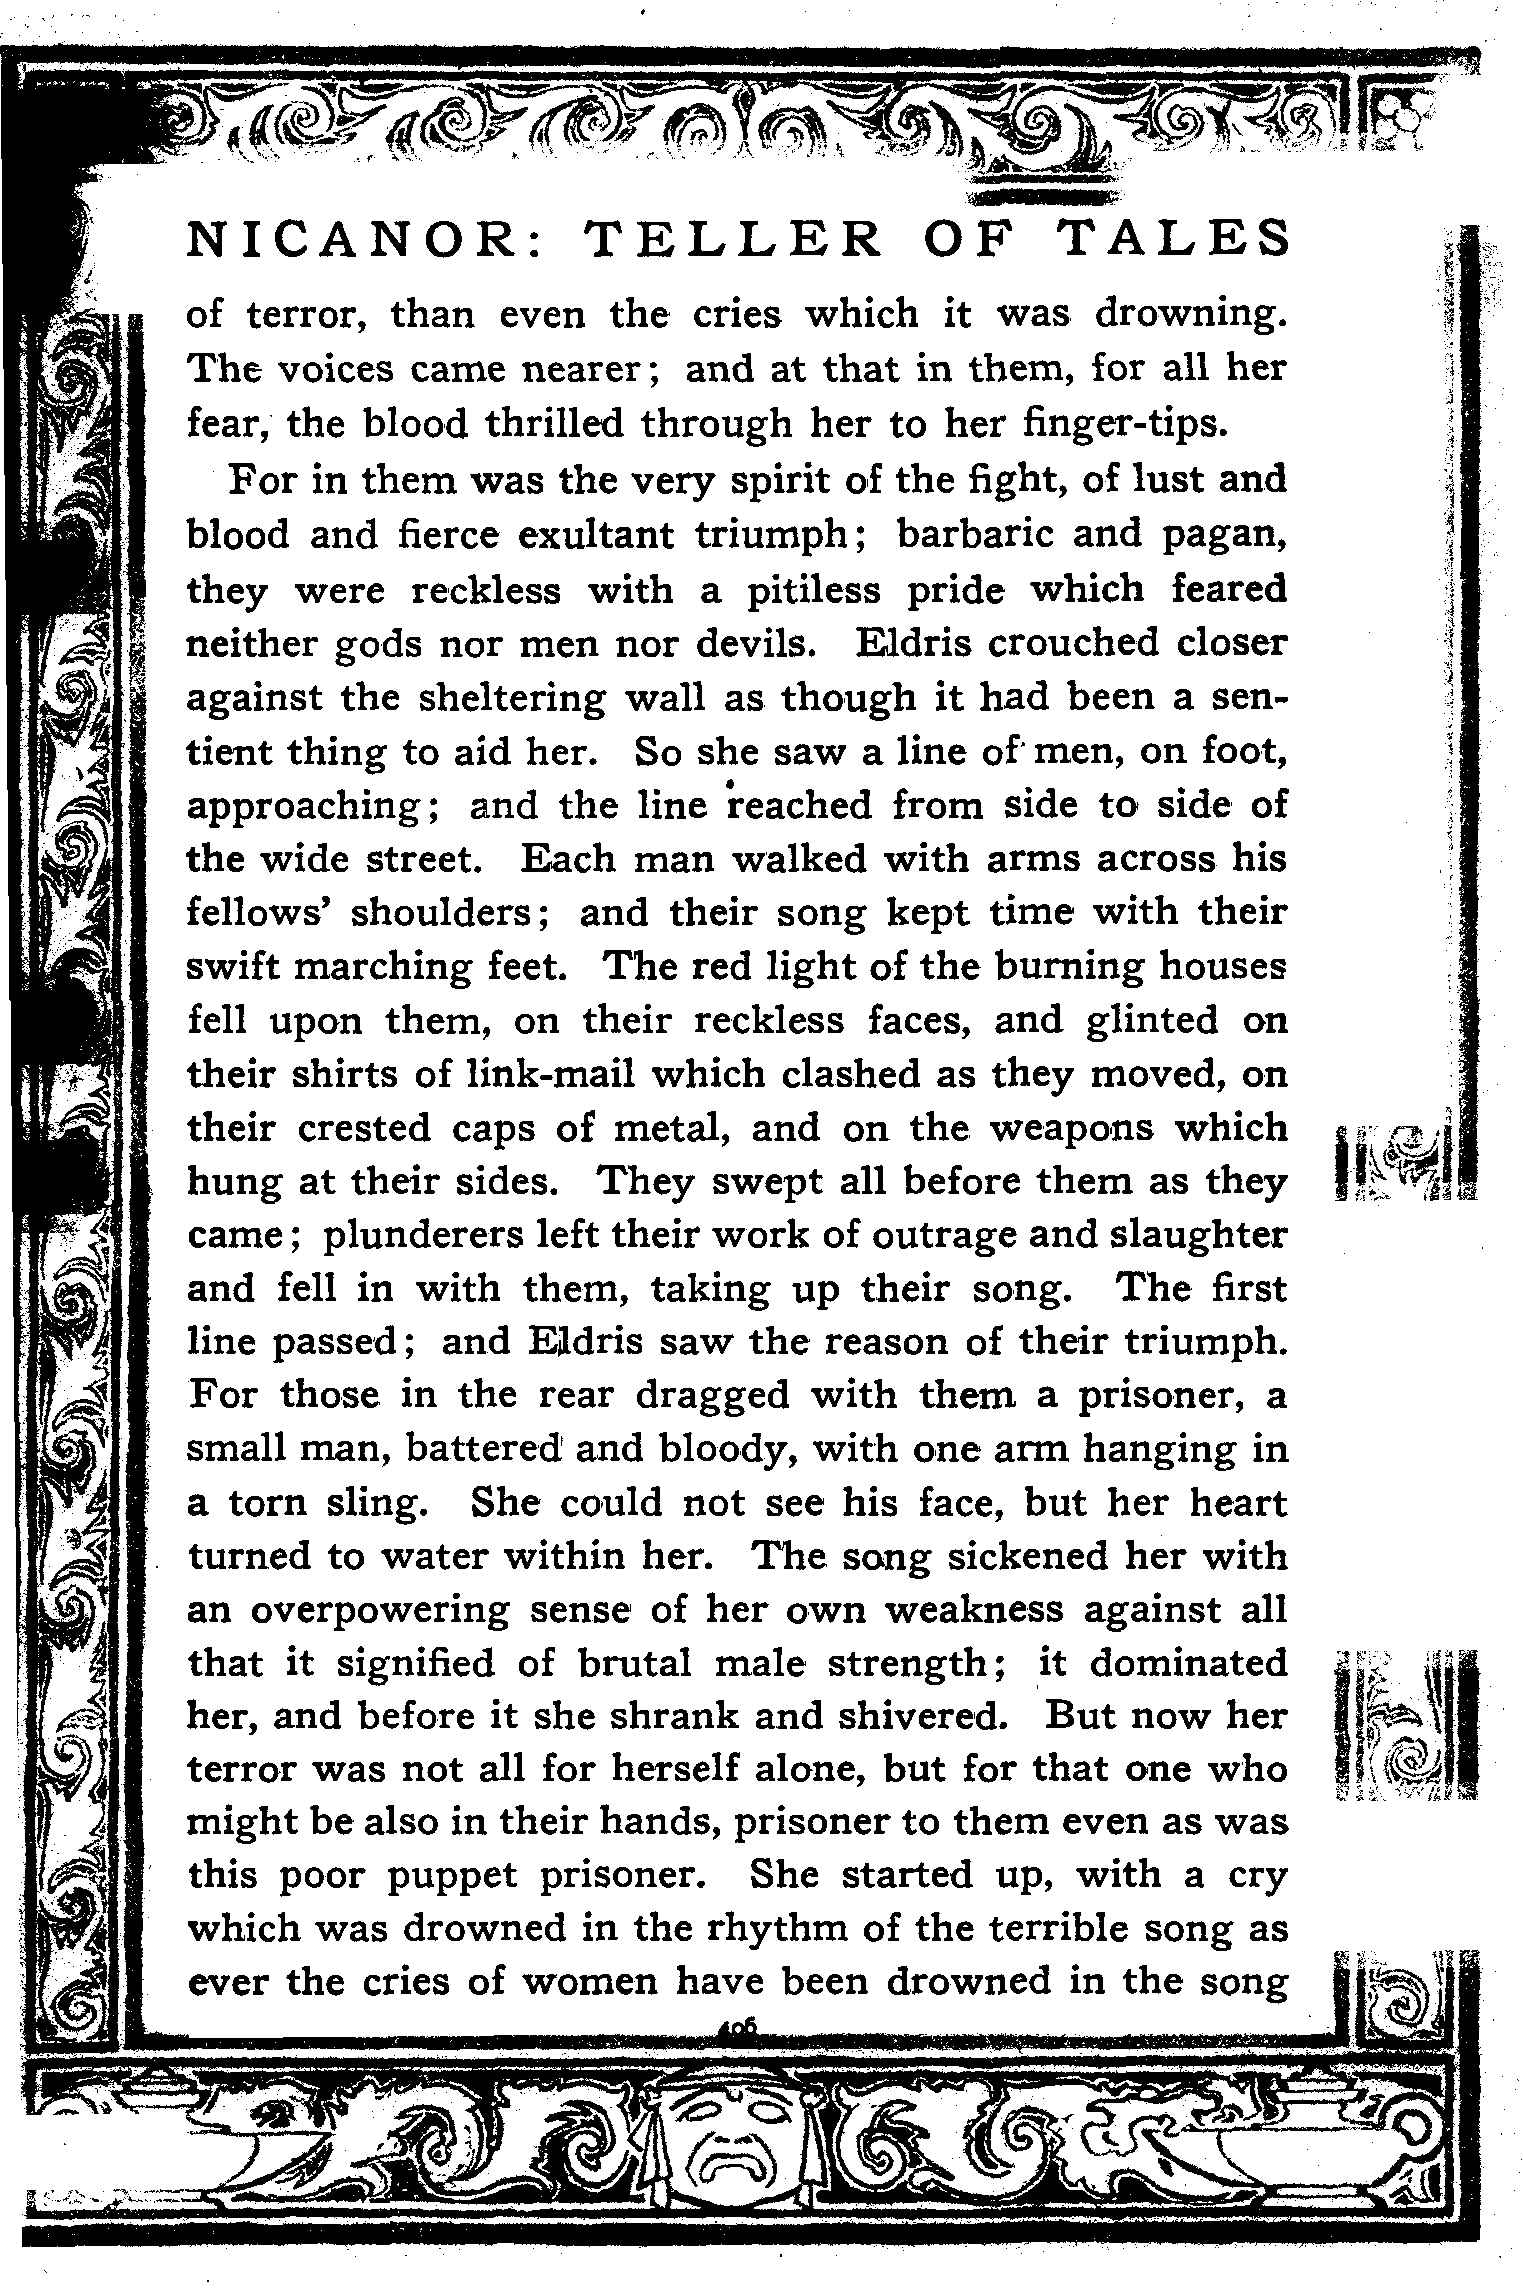 NICANOR: TELLER OF TALES
of terror, than even the cries which it was drowning.
The voices came nearer; and at that in them, for all her
fear, the blood thrilled through her to her finger-tips.
For in them was the very spirit of the fight, of lust and
blood and fierce exultant triumph; barbaric and pagan,
they were reckless with a pitiless pride which feared
neither gods nor men nor devils. Eldris crouched closer
against the sheltering wall as though it had been a sen-
tient thing to aid her. So she saw a line of men, on foot,
approaching; and the line reached from side to side of
the wide street. Each man walked with arms across his
fellows’ shoulders; and their song kept time with their
swift marching feet. The red light of the burning houses
fell upon them, on their reckless faces, and glinted on
their shirts of link-mail which clashed as they moved, on
their crested caps of metal, and on the weapons which
hung at their sides. They swept all before them as they
came; plunderers left their work of outrage and slaughter
and fell in with them, taking up their song. The first
line passed; and Eldris saw the reason of their triumph.
For those in the rear dragged with them a prisoner, a
small man, battered and bloody, with one arm hanging in
a torn sling. She could not see his face, but her heart
turned to water within her. The song sickened her with
an overpowering sense of her own weakness against all
that it signified of brutal male strength; it dominated
her, and before it she shrank and shivered. But now her
terror was not all for herself alone, but for that one who
might be also in their hands, prisoner to them even as was
this poor puppet prisoner. She started up, with a cry
which was drowned in the rhythm of the terrible song as
ever the cries of women have been drowned in the song
406